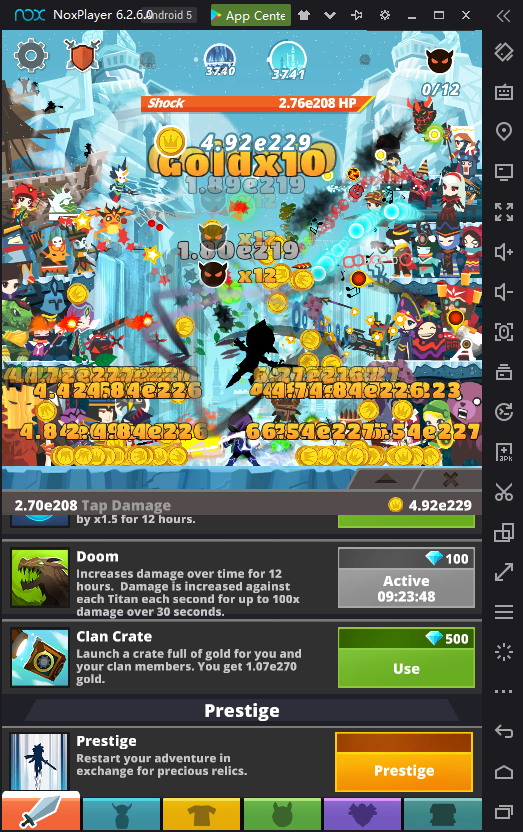 nox NoxPlayer 6.2.6.0 Android 5 App Cente
3740 3741
0/12
Shock 2.76e208 HP
4.92e229
Goldx10
1.89e219
x12
1.80e219
x12
2.70e208 Tap Damage 4.92e229
by x1.5 for 12 hours.
Doom
Increases damage over time for 12
hours. Damage is increased against
each Titan each second for up to 100x
damage over 30 seconds.
100
Active
09:23:48
Clan Crate
Launch a crate full of gold for you and
your clan members. You get 1.07e270
gold.
500
Use
Prestige
Prestige
Restart your adventure in
exchange for precious relics.
Prestige